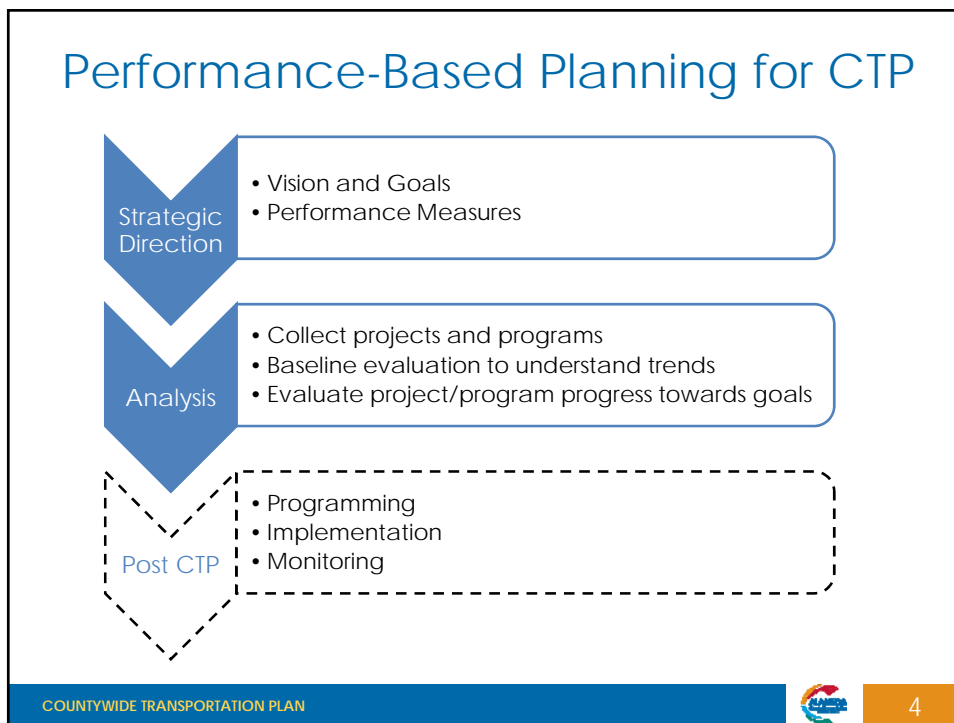 Performance-Based Planning for CTP
Strategic
Direction
• Vision and Goals
• Performance Measures
Analysis
• Collect projects and programs
• Baseline evaluation to understand trends
• Evaluate project/program progress towards goals
Post CTP
• Programming
• Implementation
• Monitoring
COUNTYWIDE TRANSPORTATION PLAN
ALAMEDA
4